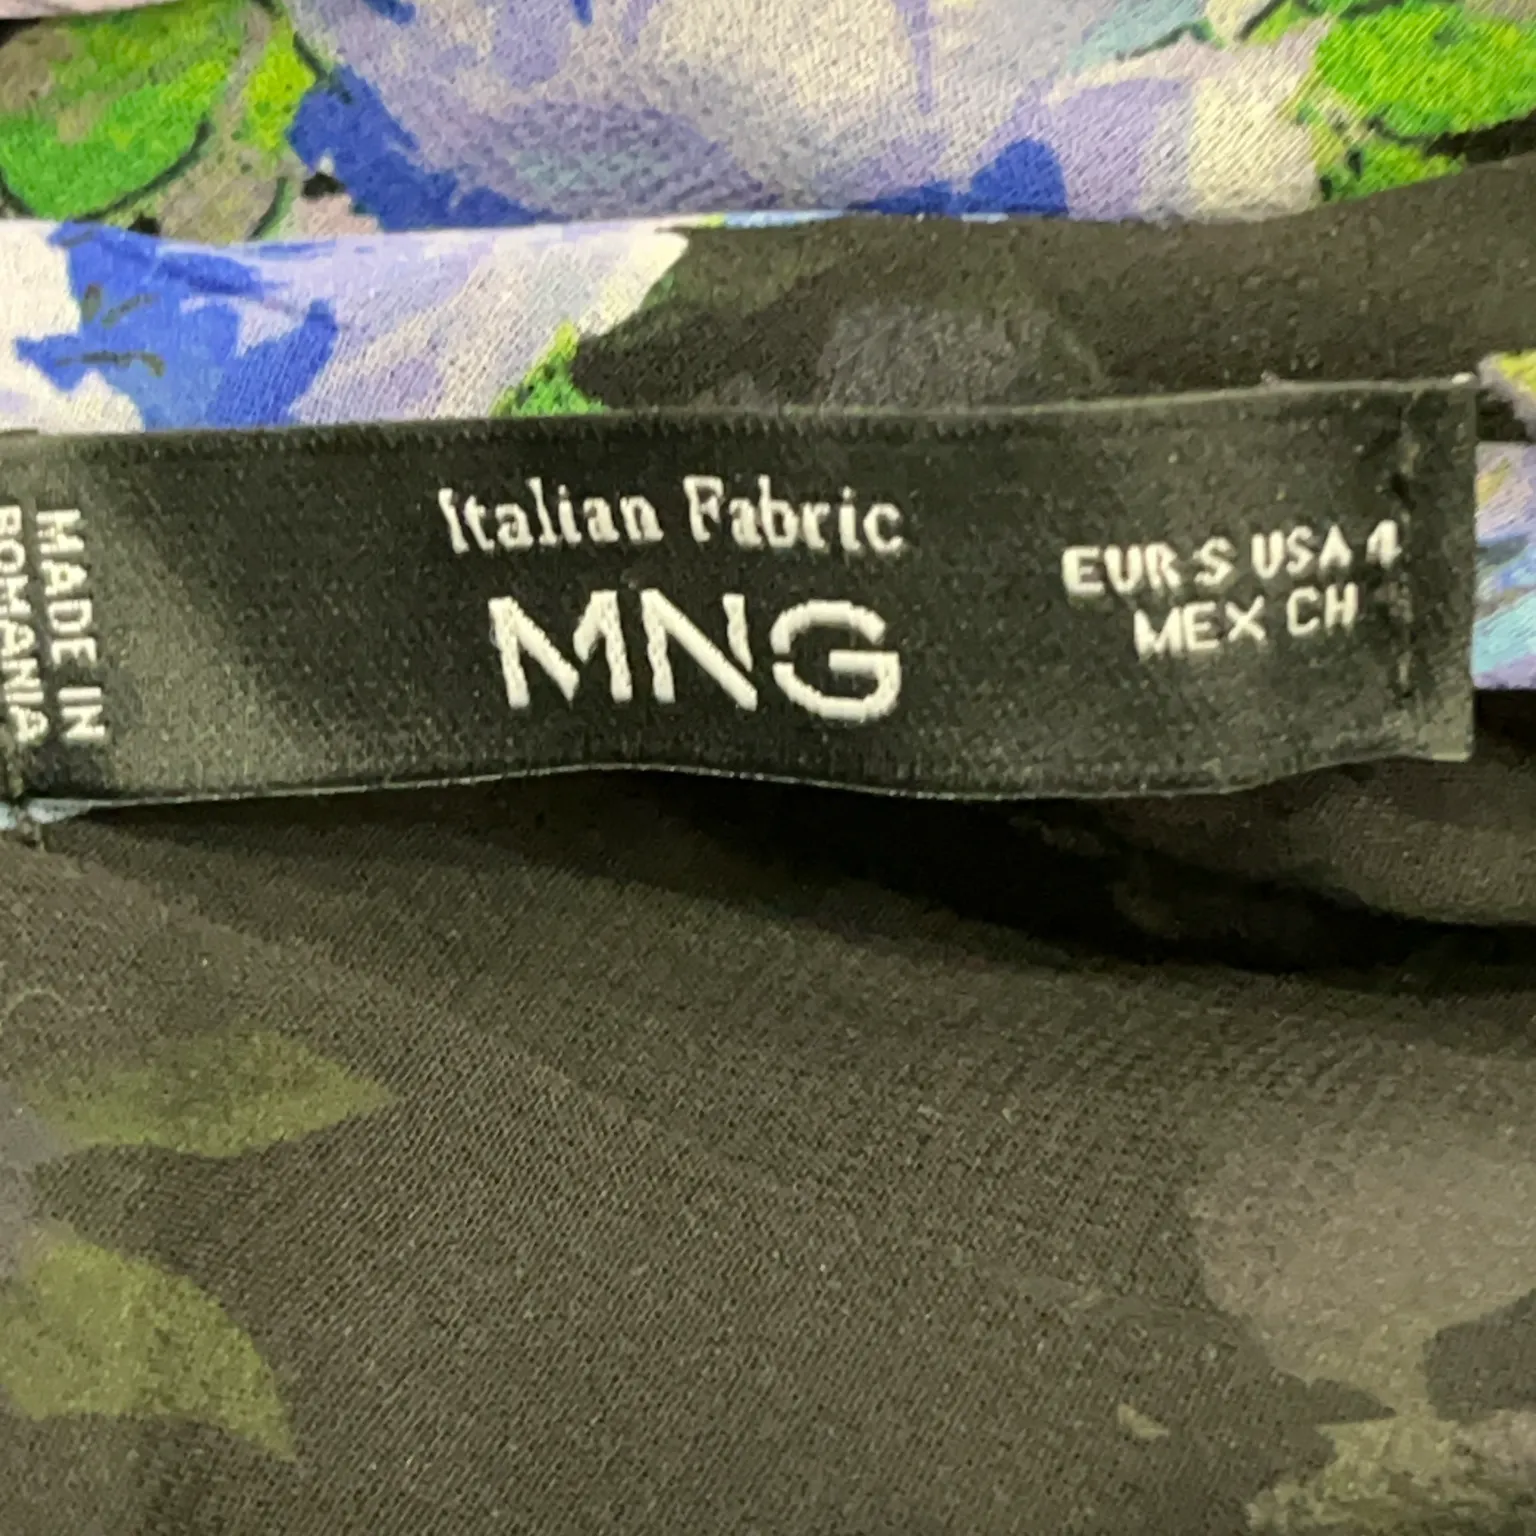 MADE IN
ROMANIA
Italian Fabric
MNG
EUR S USA 4
MEX CH